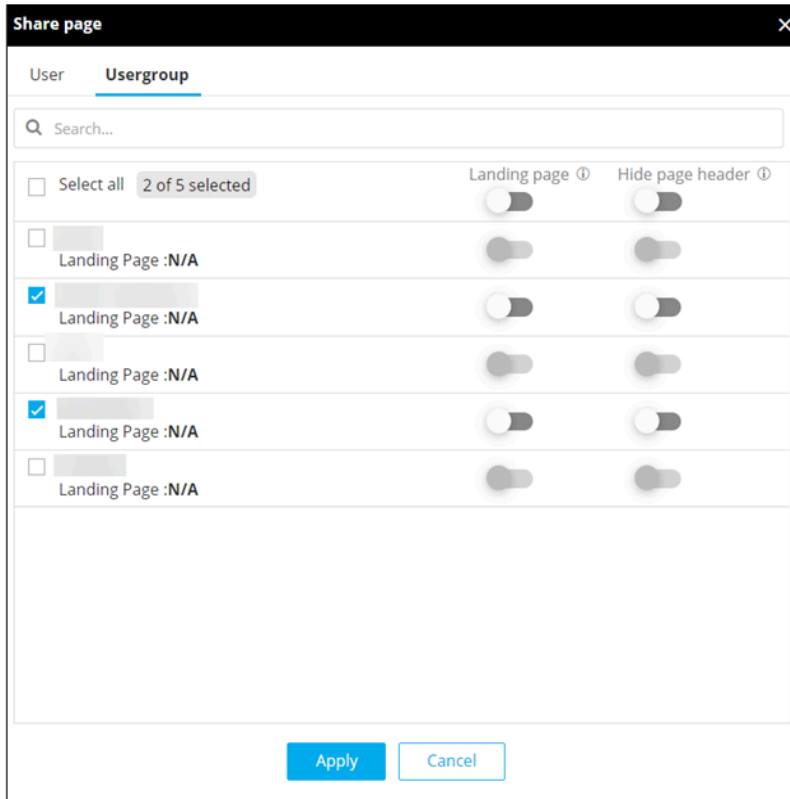 Share page
User Usergroup
Search...
Select all 2 of 5 selected Landing page Hide page header
Landing Page :N/A
Landing Page :N/A
Landing Page :N/A
Landing Page :N/A
Landing Page :N/A
Apply Cancel